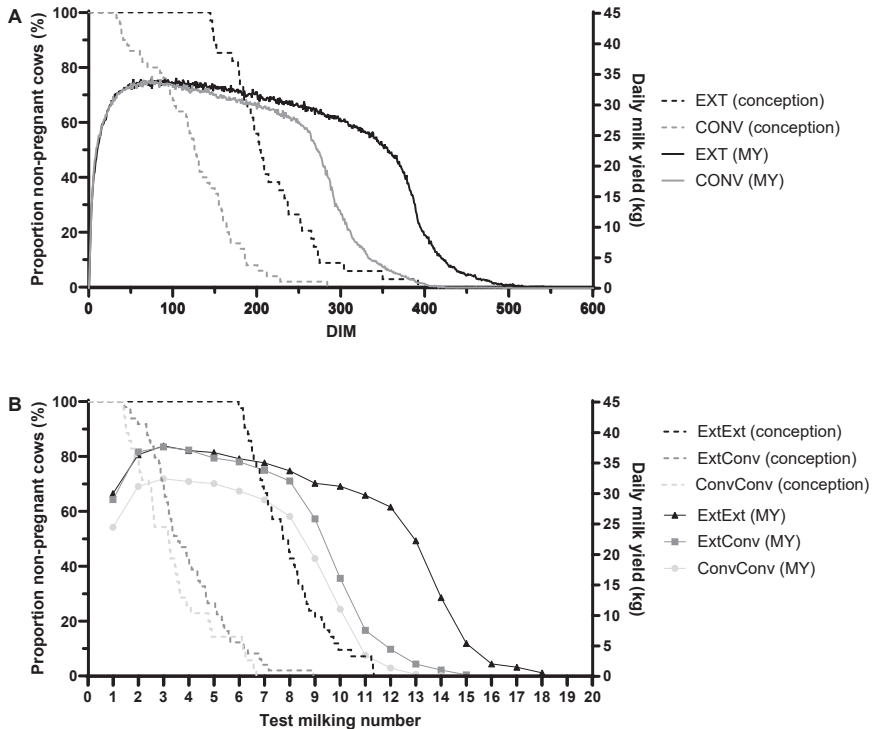 A
Proportion non-pregnant cows (%)
100
80
60
40
20
0
45
40
35
30
25
20
15
10
5
0
Daily milk yield (kg)
0 100 200 300 400 500 600
DIM
EXT (conception)
CONV (conception)
EXT (MY)
CONV (MY)
B
Proportion non-pregnant cows (%)
100
80
60
40
20
0
45
40
35
30
25
20
15
10
5
0
Daily milk yield (kg)
0 1 2 3 4 5 6 7 8 9 10 11 12 13 14 15 16 17 18 19 20
Test milking number
ExtExt (conception)
ExtConv (conception)
ConvConv (conception)
ExtExt (MY)
ExtConv (MY)
ConvConv (MY)